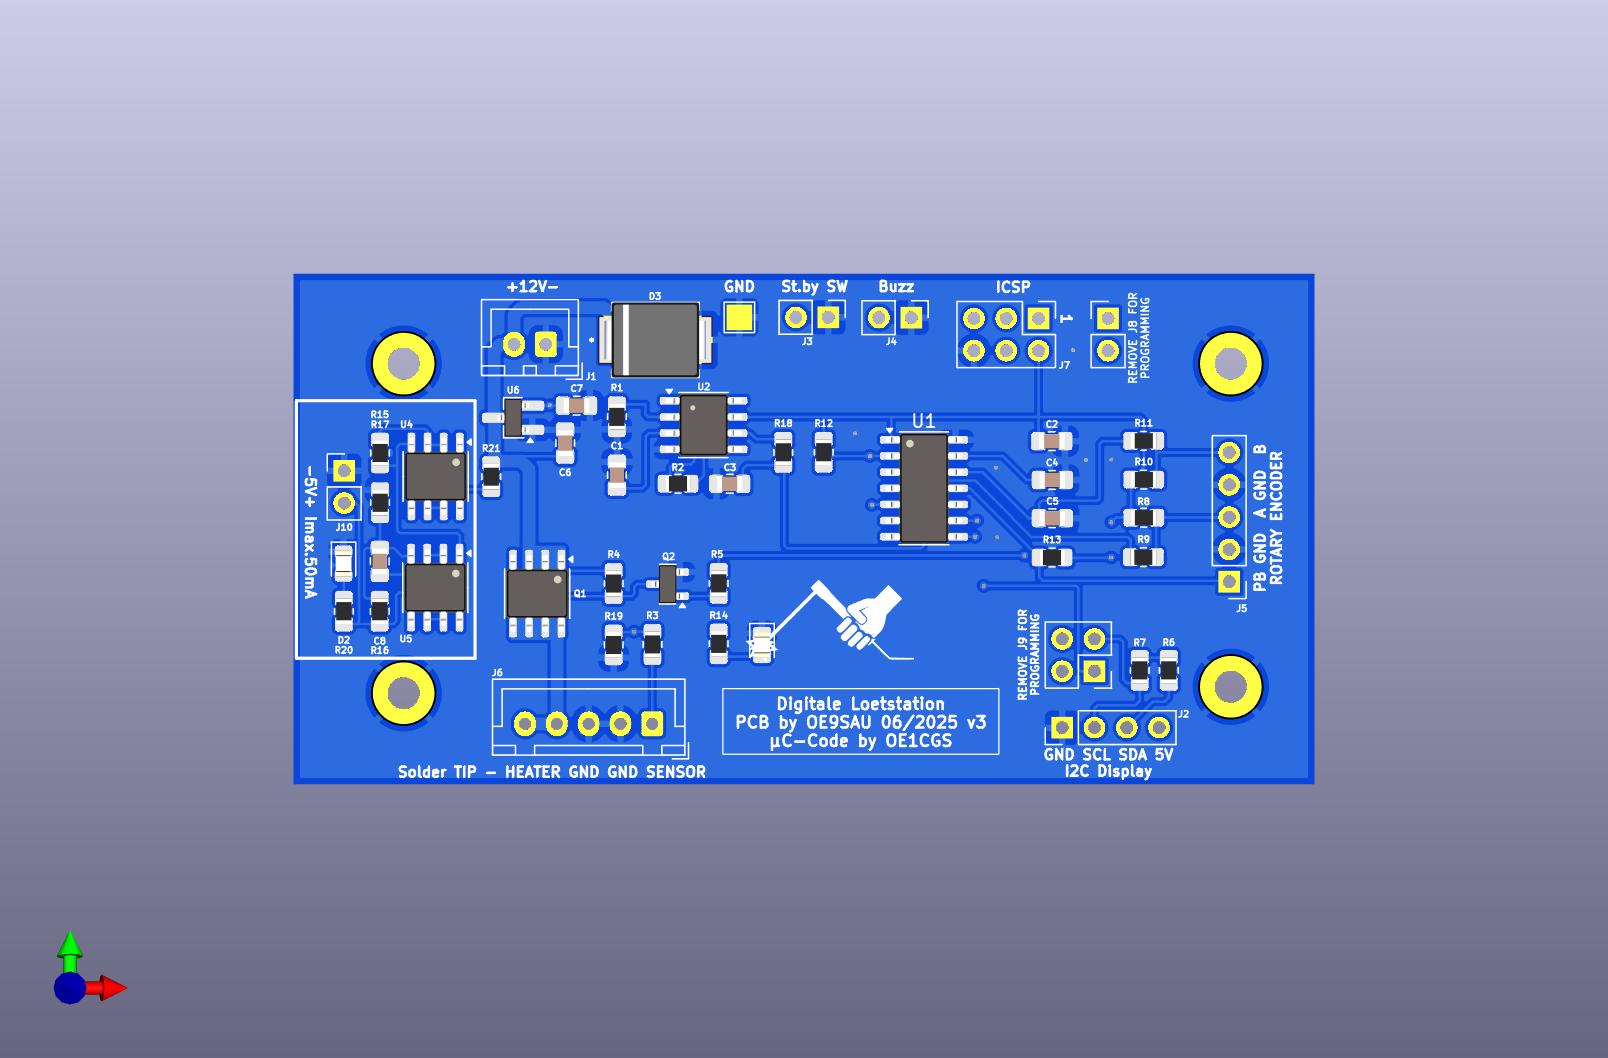 +12V-
GND
St.by SW
Buzz
ICSP
D3
J3
J4
1
J7
REMOVE J8 FOR
PROGRAMMING
J1
U6
C7
R1
U2
C6
C1
R2
C3
R18
R12
U1
C2
C4
C5
R13
R11
R10
R8
R9
PB GND A GND B
ROTARY ENCODER
J5
R15
R17
U4
R21
J10
-5V+ Imax.50mA
D2
R20
C8
R16
U5
Q1
R4
Q2
R5
R19
R3
R14
J6
Solder TIP - HEATER GND GND SENSOR
Digitale Loetstation
PCB by OE9SAU 06/2025 v3
µC-Code by OE1CGS
REMOVE J9 FOR
PROGRAMMING
R7
R6
J2
GND SCL SDA 5V
I2C Display